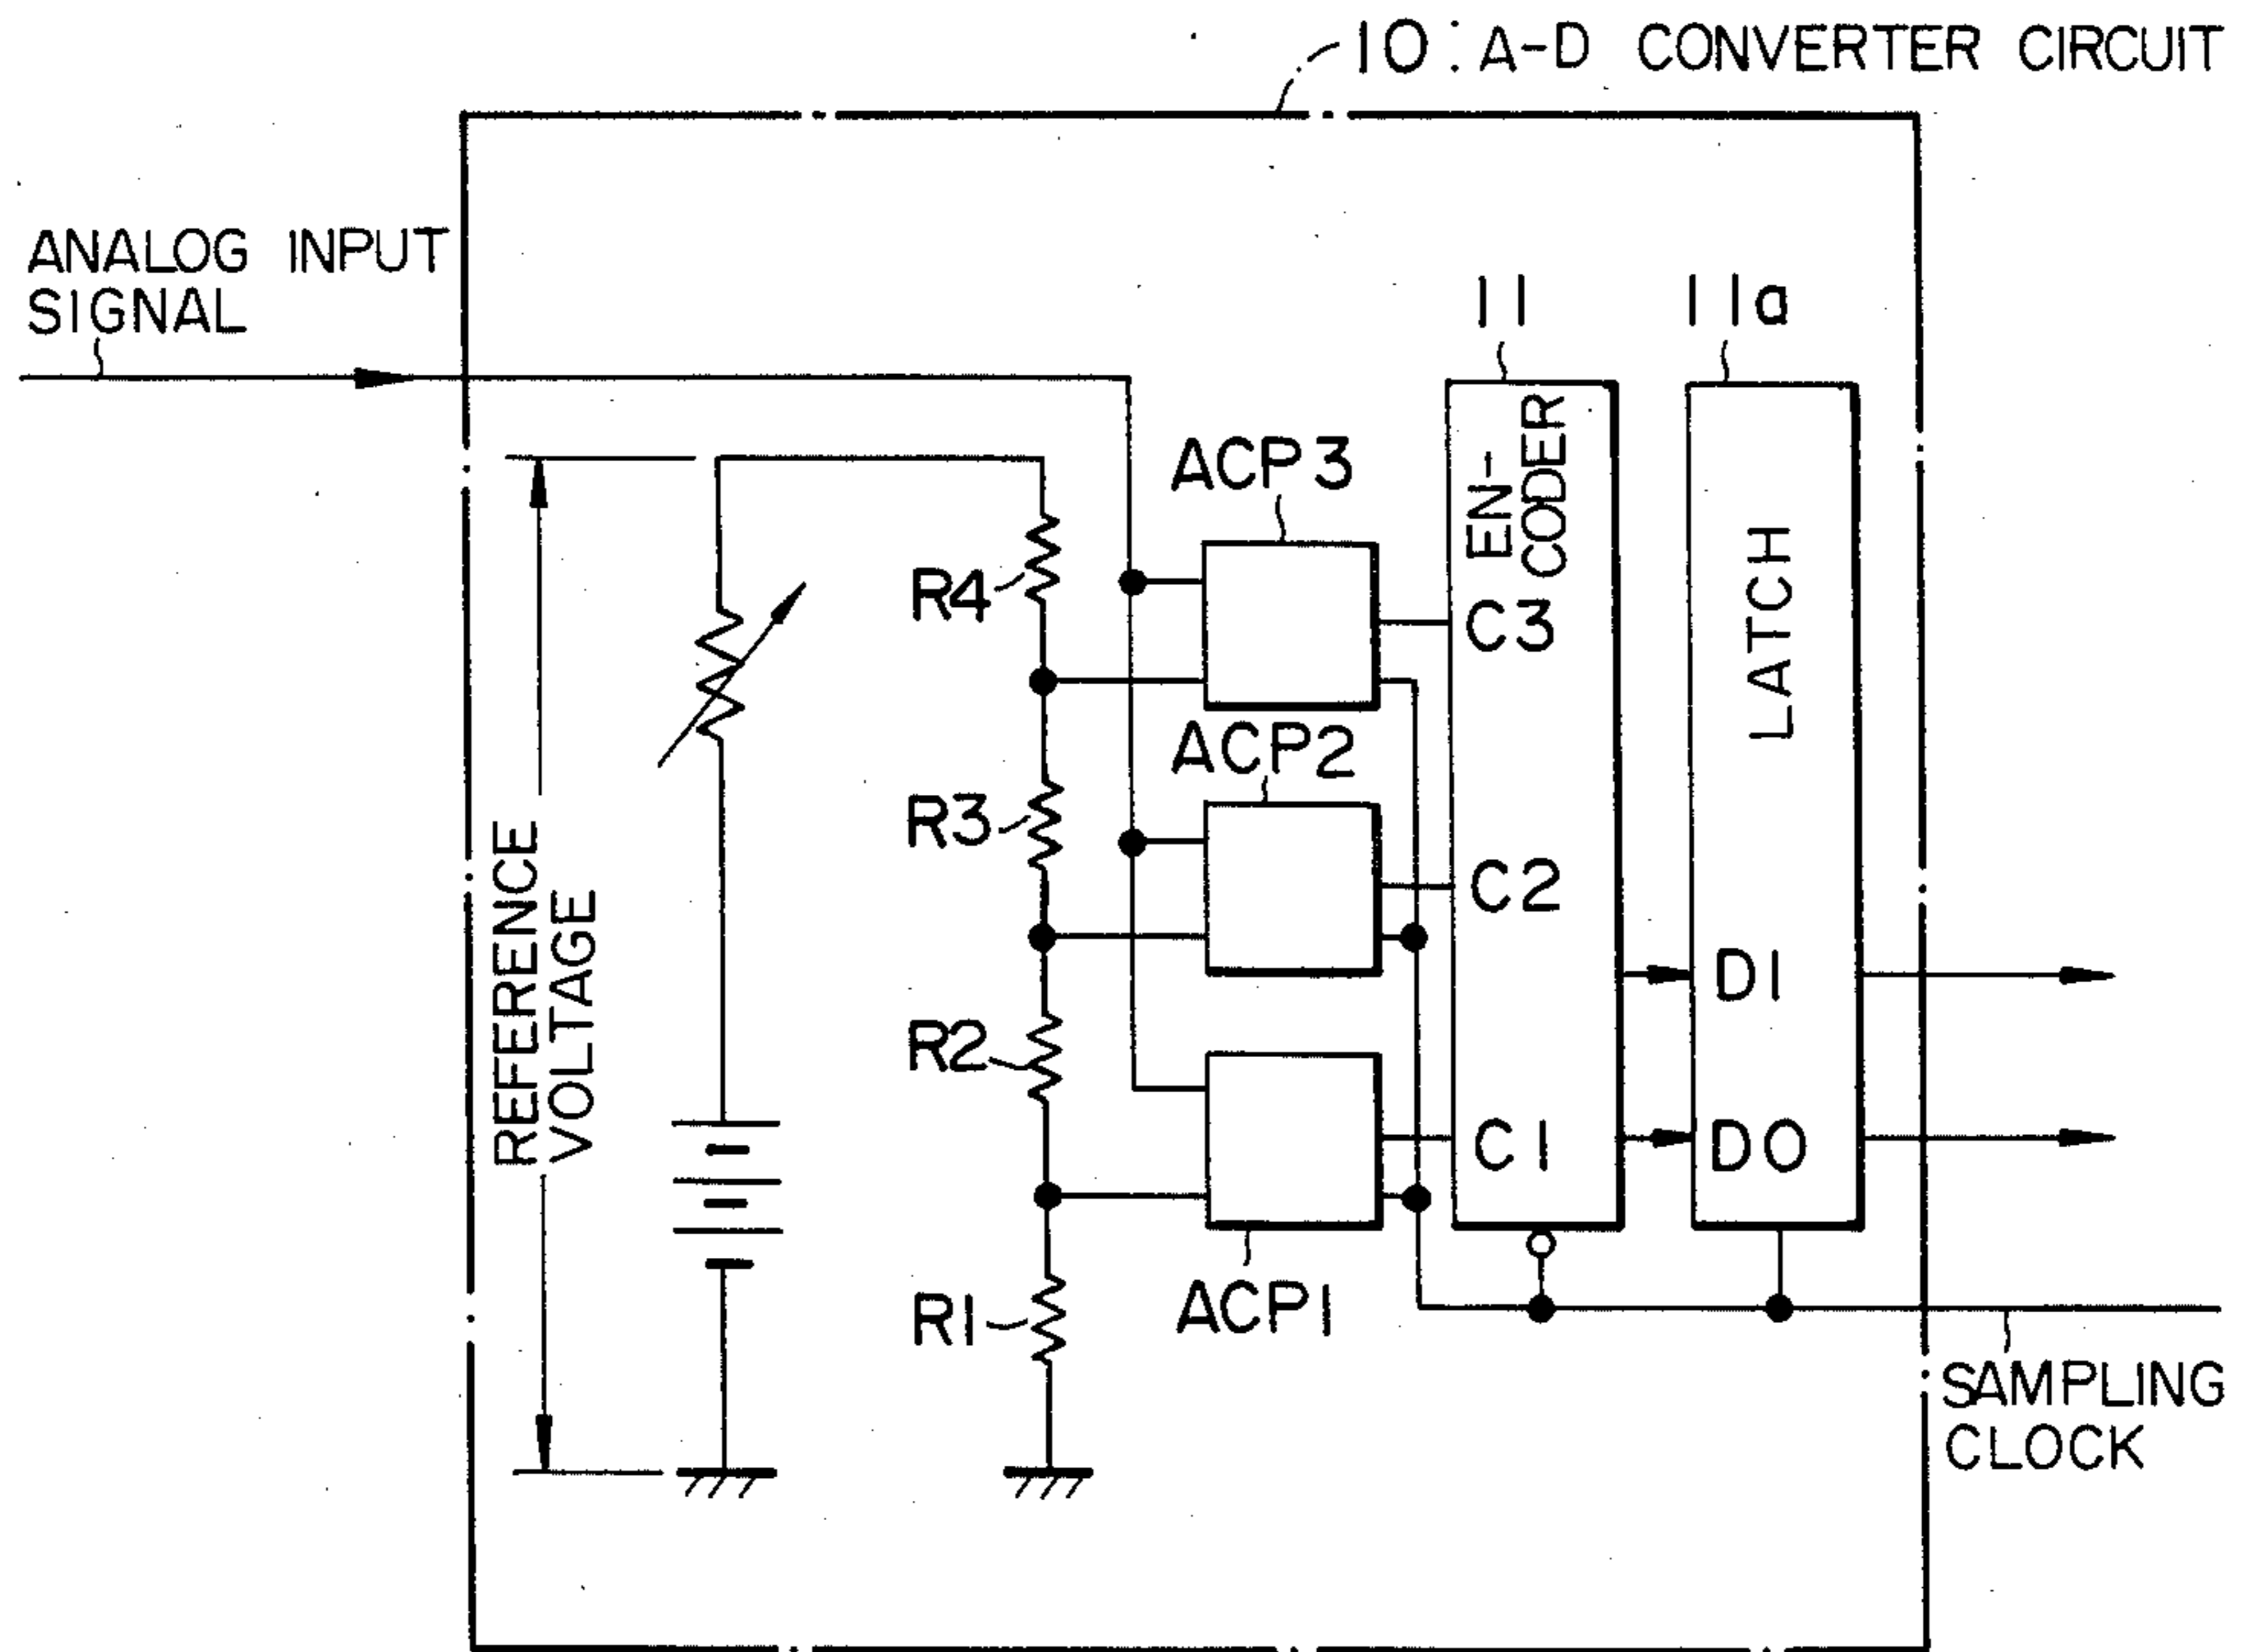 10: A-D CONVERTER CIRCUIT
ANALOG INPUT
SIGNAL
11
11a
ACP3
EN-
CODER
LATCH
R4
C3
ACP2
R3
REFERENCE
VOLTAGE
C2
D1
R2
C1
D0
R1
ACP1
SAMPLING
CLOCK